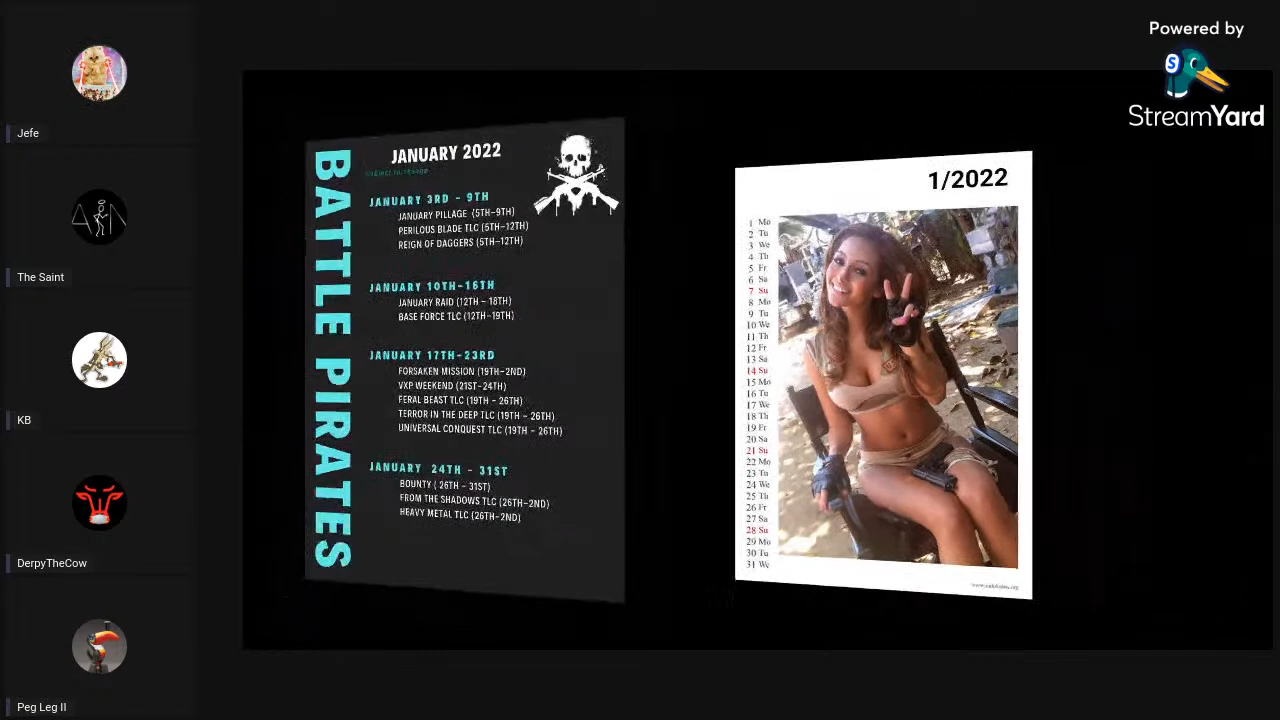 Powered by
S
StreamYard
Jefe
The Saint
KB
DerpyTheCow
Peg Leg II
BATTLE PIRATES
JANUARY 2022
subject to change
JANUARY 3RD - 9TH
JANUARY PILLAGE (5TH-9TH)
PERILOUS BLADE TLC (5TH-12TH)
REIGN OF DAGGERS (5TH-12TH)
JANUARY 10TH-16TH
JANUARY RAID (12TH - 18TH)
BASE FORCE TLC (12TH-19TH)
JANUARY 17TH-23RD
FORSAKEN MISSION (19TH-2ND)
VXP WEEKEND (21ST-24TH)
FERAL BEAST TLC (19TH - 26TH)
TERROR IN THE DEEP TLC (19TH - 26TH)
UNIVERSAL CONQUEST TLC (19TH - 26TH)
JANUARY 24TH - 31ST
BOUNTY ( 26TH - 31ST)
FROM THE SHADOWS TLC (26TH-2ND)
HEAVY METAL TLC (26TH-2ND)
1/2022
1 Mo
2 Tu
3 We
4 Th
5 Fr
6 Sa
7 Su
8 Mo
9 Tu
10 We
11 Th
12 Fr
13 Sa
14 Su
15 Mo
16 Tu
17 We
18 Th
19 Fr
20 Sa
21 Su
22 Mo
23 Tu
24 We
25 Th
26 Fr
27 Sa
28 Su
29 Mo
30 Tu
31 We